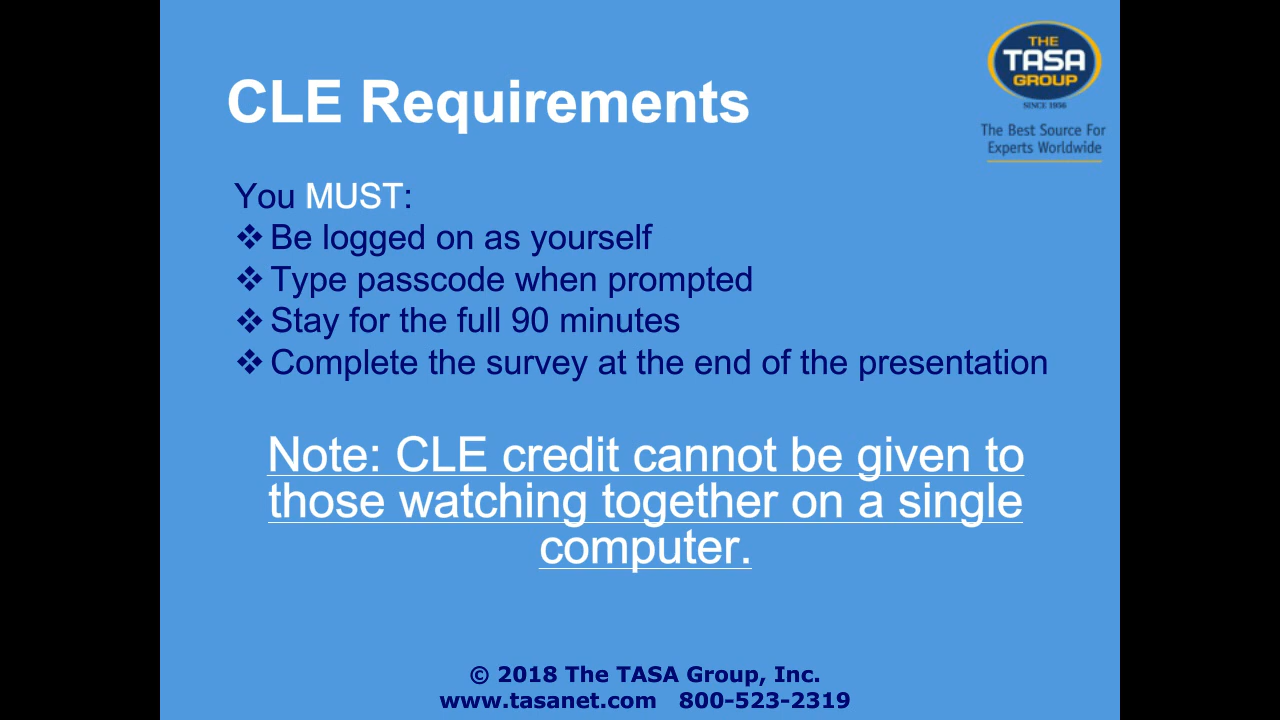 THE
TASA
GROUP
SINCE 1956
The Best Source For
Experts Worldwide
CLE Requirements
You MUST:
❖ Be logged on as yourself
❖ Type passcode when prompted
❖ Stay for the full 90 minutes
❖ Complete the survey at the end of the presentation
Note: CLE credit cannot be given to
those watching together on a single
computer.
© 2018 The TASA Group, Inc.
www.tasanet.com 800-523-2319